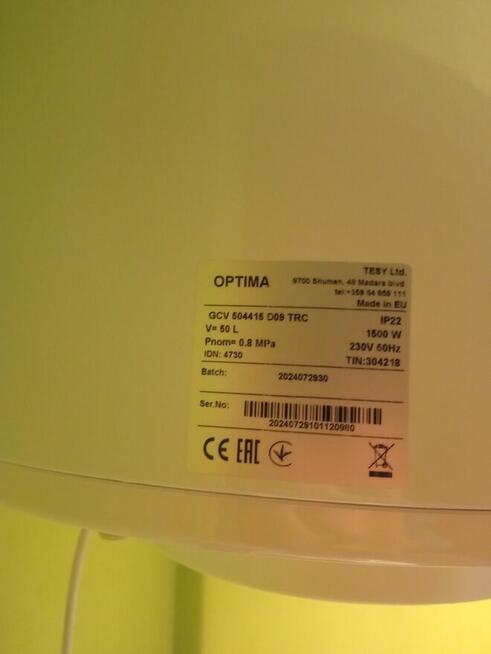 OPTIMA
TESY Ltd.
9700 Shumen, 48 Madara blvd
tel:+359 54 859 111
Made in EU
GCV 504415 D09 TRC IP22
V= 50 L 1500 W
Pnom= 0.8 MPa 230V 50Hz
IDN: 4730 TIN:304218
Batch: 2024072930
Ser.No:
20240729101120980
CE EAC